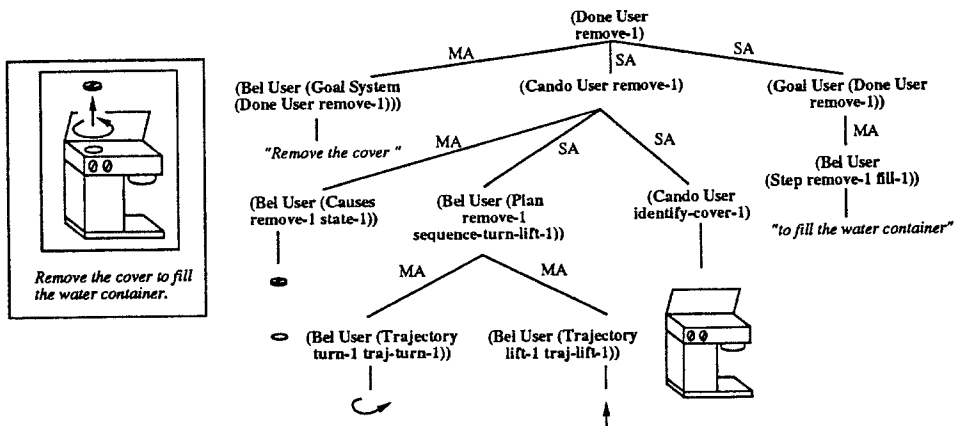 (Done User
remove-1)
MA
SA
SA
(Bel User (Goal System
(Done User remove-1)))
(Cando User remove-1)
(Goal User (Done User
remove-1))
"Remove the cover "
MA
SA
SA
MA
(Bel User (Causes
remove-1 state-1))
(Bel User (Plan
remove-1
sequence-turn-lift-1))
(Cando User
identify-cover-1)
(Bel User
(Step remove-1 fill-1))
"to fill the water container"
Remove the cover to fill
the water container.
MA
MA
(Bel User (Trajectory
turn-1 traj-turn-1))
(Bel User (Trajectory
lift-1 traj-lift-1))